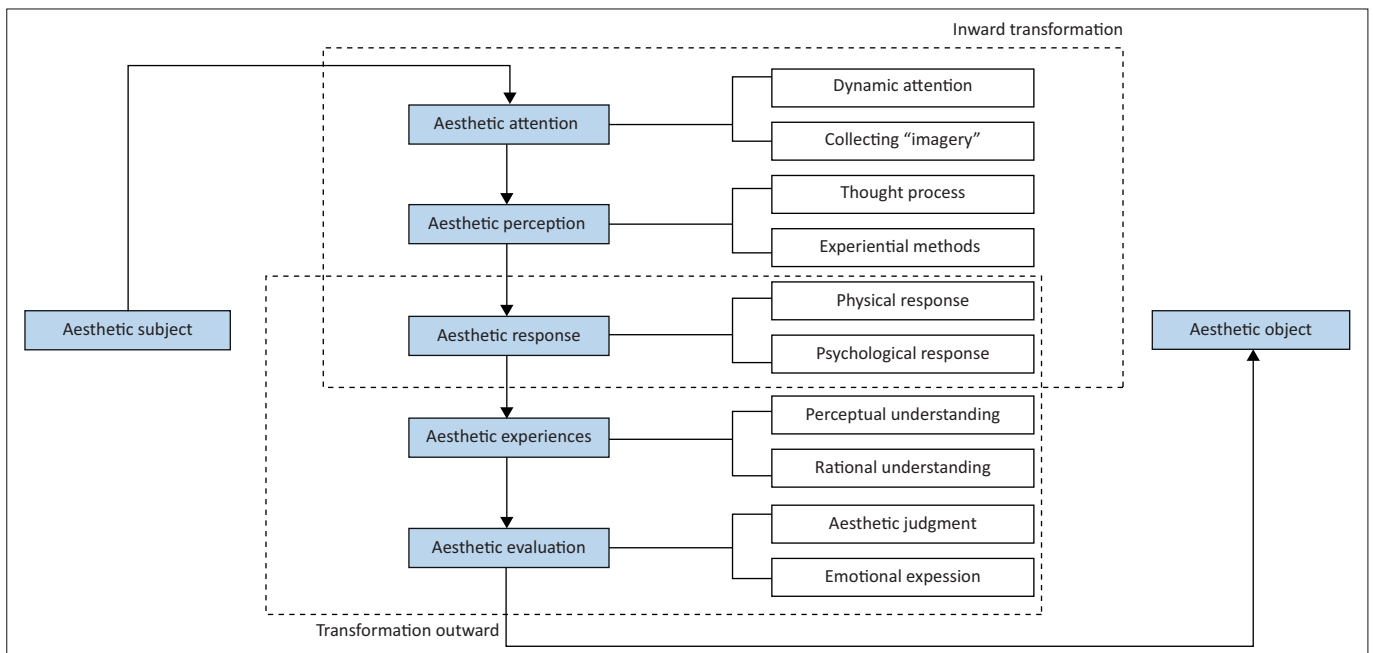 Inward transformation
Dynamic attention
Aesthetic attention
Collecting “imagery”
Thought process
Aesthetic perception
Experiential methods
Physical response
Aesthetic subject
Aesthetic response
Aesthetic object
Psychological response
Perceptual understanding
Aesthetic experiences
Rational understanding
Aesthetic judgment
Aesthetic evaluation
Emotional expession
Transformation outward